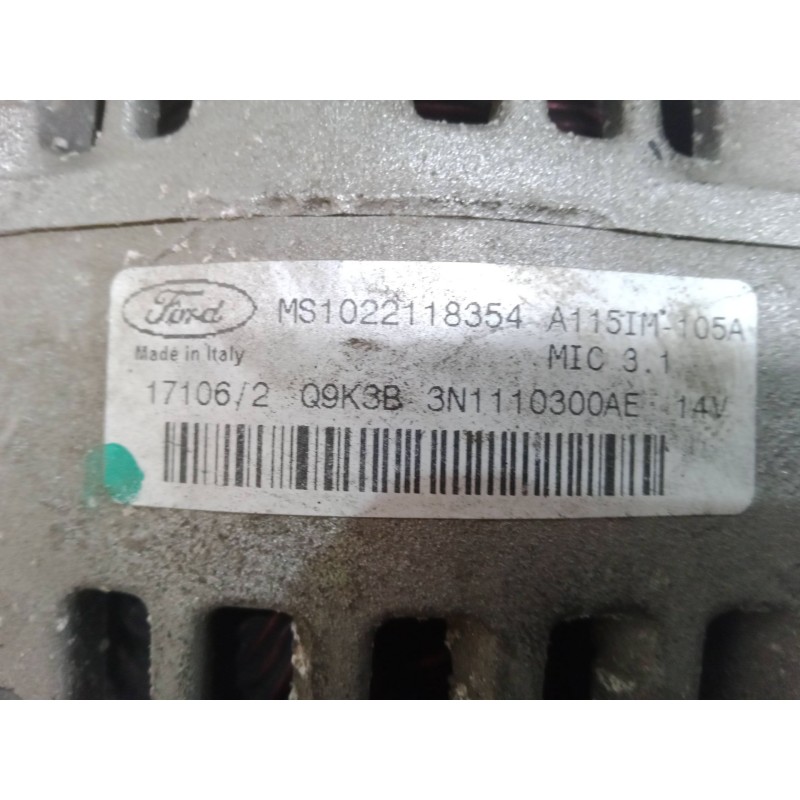 Ford MS1022118354 A115IM-105A
Made in Italy MIC 3.1
17106/2 Q9K3B 3N1110300AE 14V